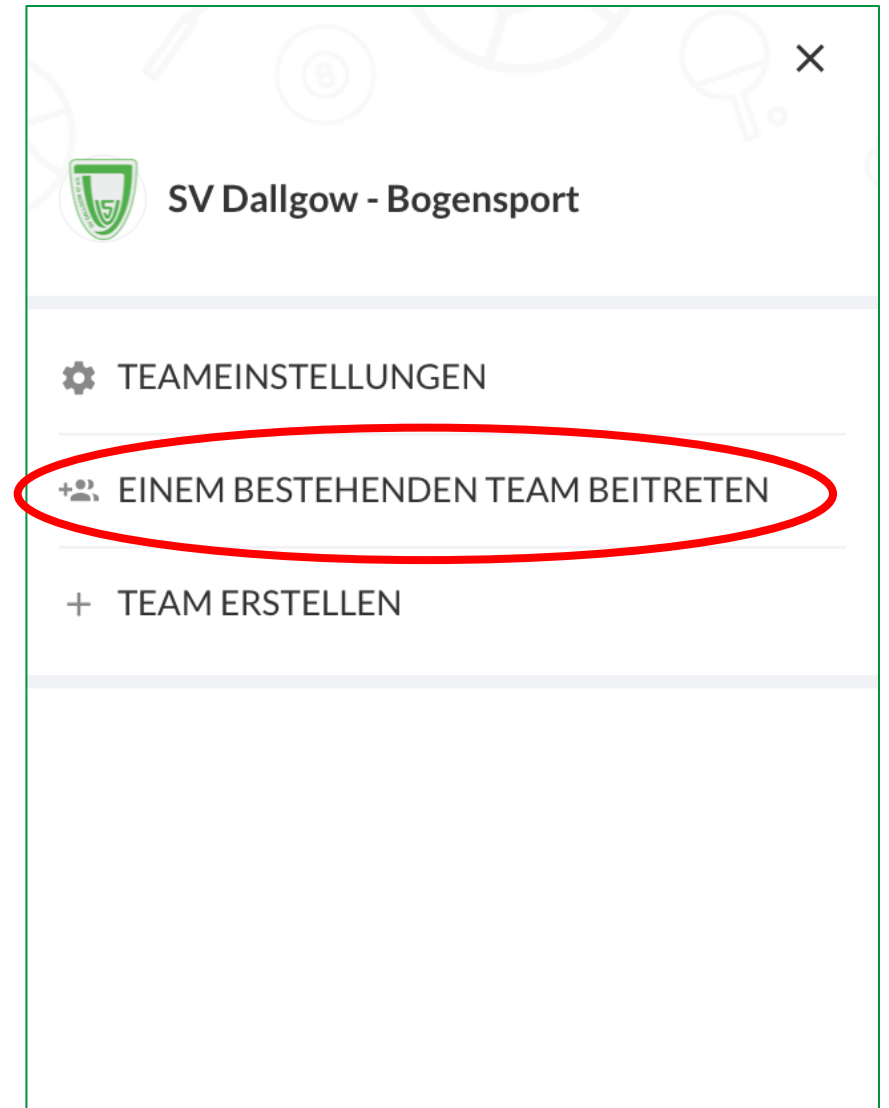 SV Dallgow - Bogensport
TEAMEINSTELLUNGEN
EINEM BESTEHENDEN TEAM BEITRETEN
TEAM ERSTELLEN